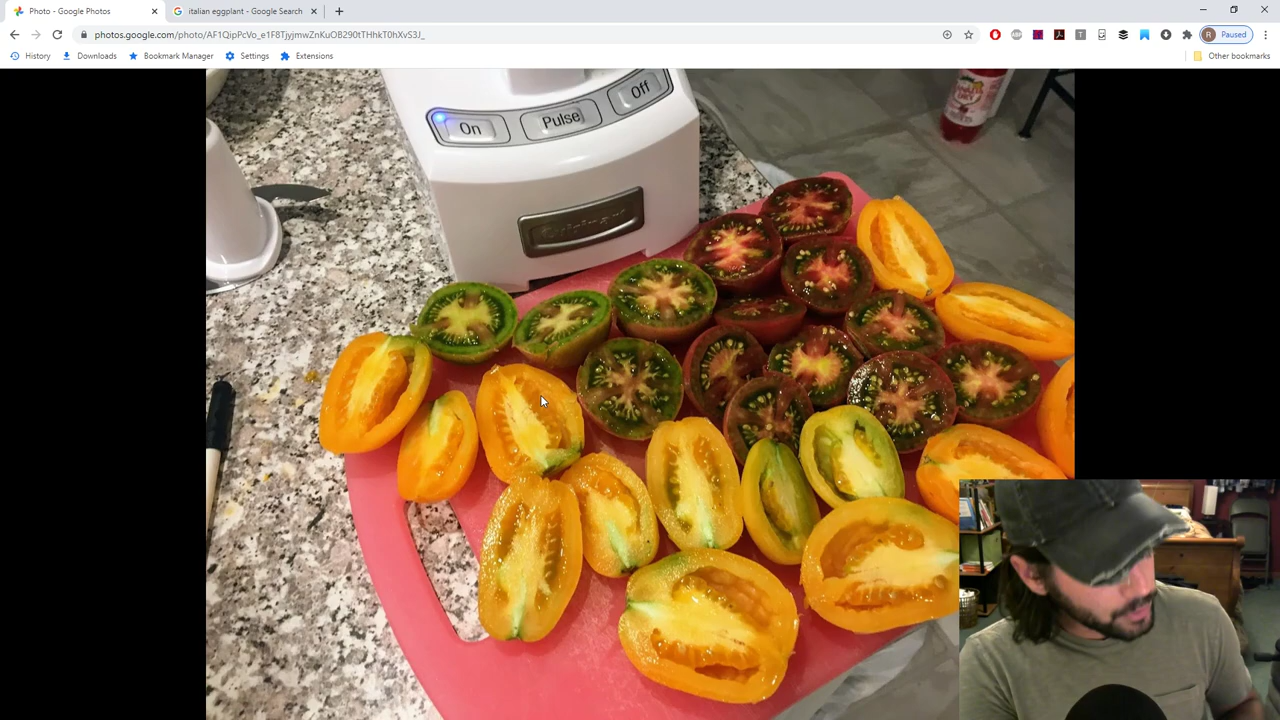 Photo - Google Photos
italian eggplant - Google Search
photos.google.com/photo/AF1QipPcVo_e1F8TjyjmwZnKuOB290tTHhkT0hXvS3J_
Paused
History
Downloads
Bookmark Manager
Settings
Extensions
Other bookmarks
On
Pulse
Off
Cuisinart